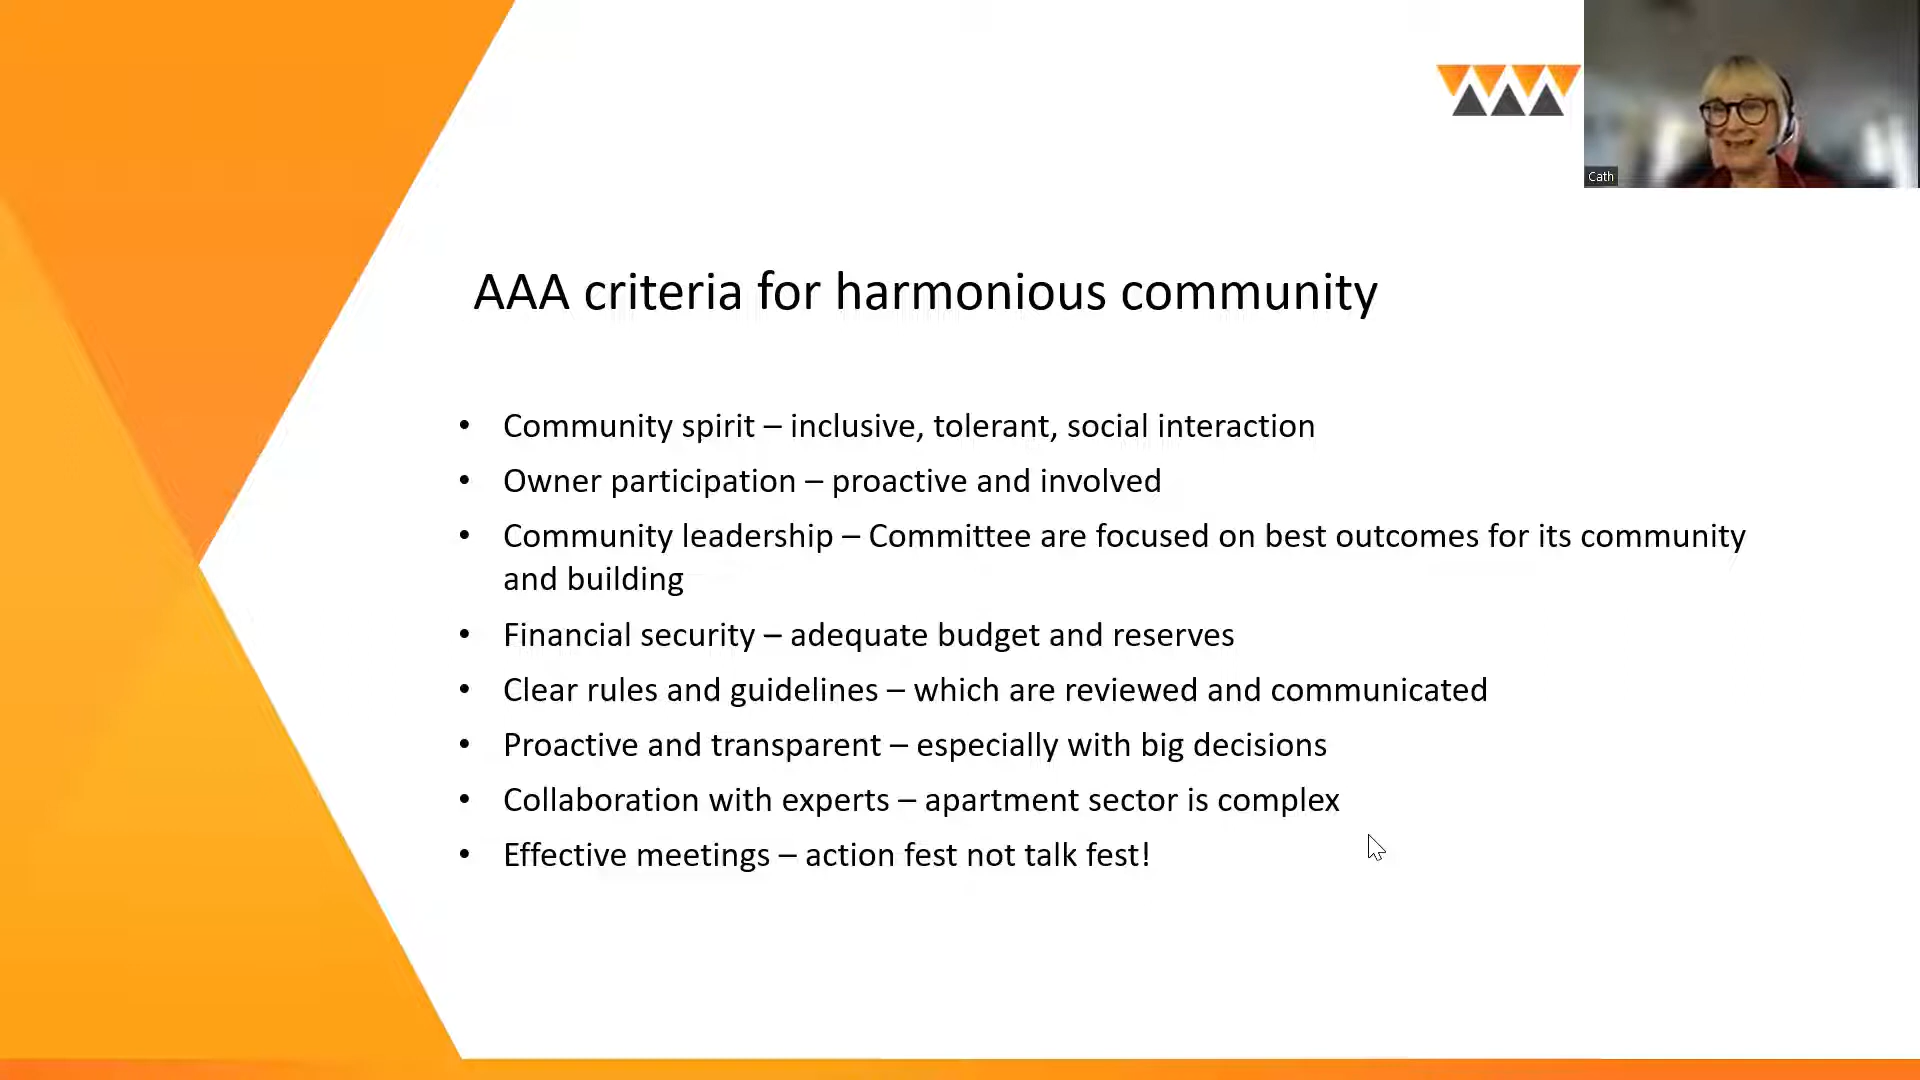 Cath
AAA criteria for harmonious community
• Community spirit – inclusive, tolerant, social interaction
• Owner participation – proactive and involved
• Community leadership – Committee are focused on best outcomes for its community
and building
• Financial security – adequate budget and reserves
• Clear rules and guidelines – which are reviewed and communicated
• Proactive and transparent – especially with big decisions
• Collaboration with experts – apartment sector is complex
• Effective meetings – action fest not talk fest!